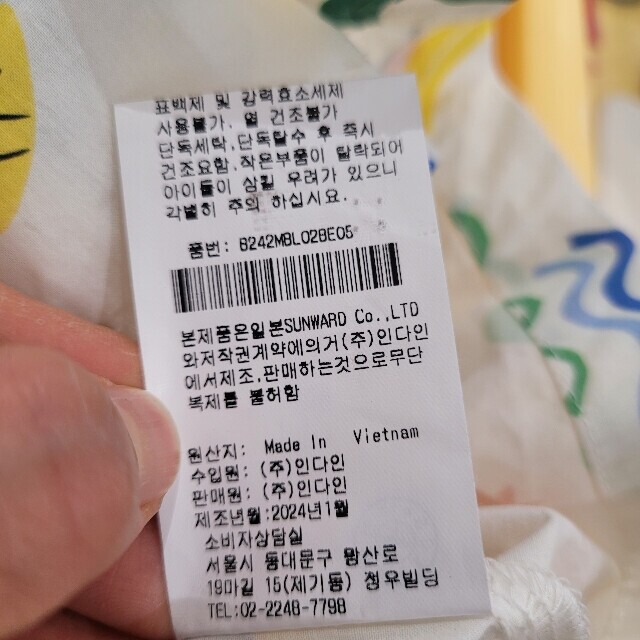 표백제 및 강력효소세제
사용불가. 열 건조불가
단독세탁.단독탈수 후 즉시
건조요함.작은부품이 탈락되어
아이들이 삼킬 우려가 있으니
각별히 주의 하십시요.
품번: B242MBL02BE05
본제품은일본SUNWARD Co.,LTD
와저작권계약에의거(주)인다인
에서제조.판매하는것으로무단
복제를 불허함
원산지: Made In Vietnam
수입원: (주)인다인
판매원: (주)인다인
제조년월:2024년1월
소비자상담실
서울시 동대문구 왕산로
19마길 15(제기동) 청우빌딩
TEL:02-2248-7798